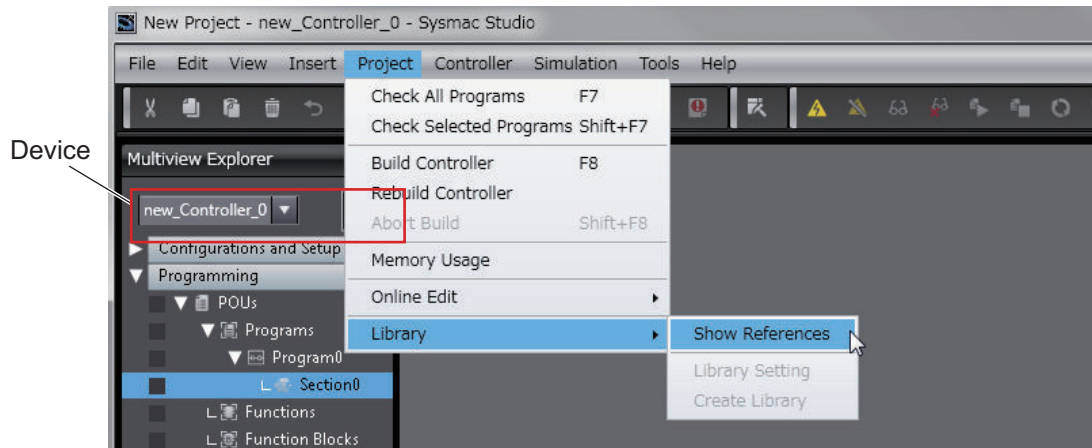 New Project - new_Controller_0 - Sysmac Studio
File Edit View Insert Project Controller Simulation Tools Help
Check All Programs F7
Check Selected Programs Shift+F7
Device
Multiview Explorer
Build Controller F8
Rebuild Controller
new_Controller_0
Abort Build Shift+F8
Configurations and Setup
Memory Usage
Programming
Online Edit
POUs
Library
Show References
Programs
Program0
Library Setting
Section0
Create Library
Functions
Function Blocks